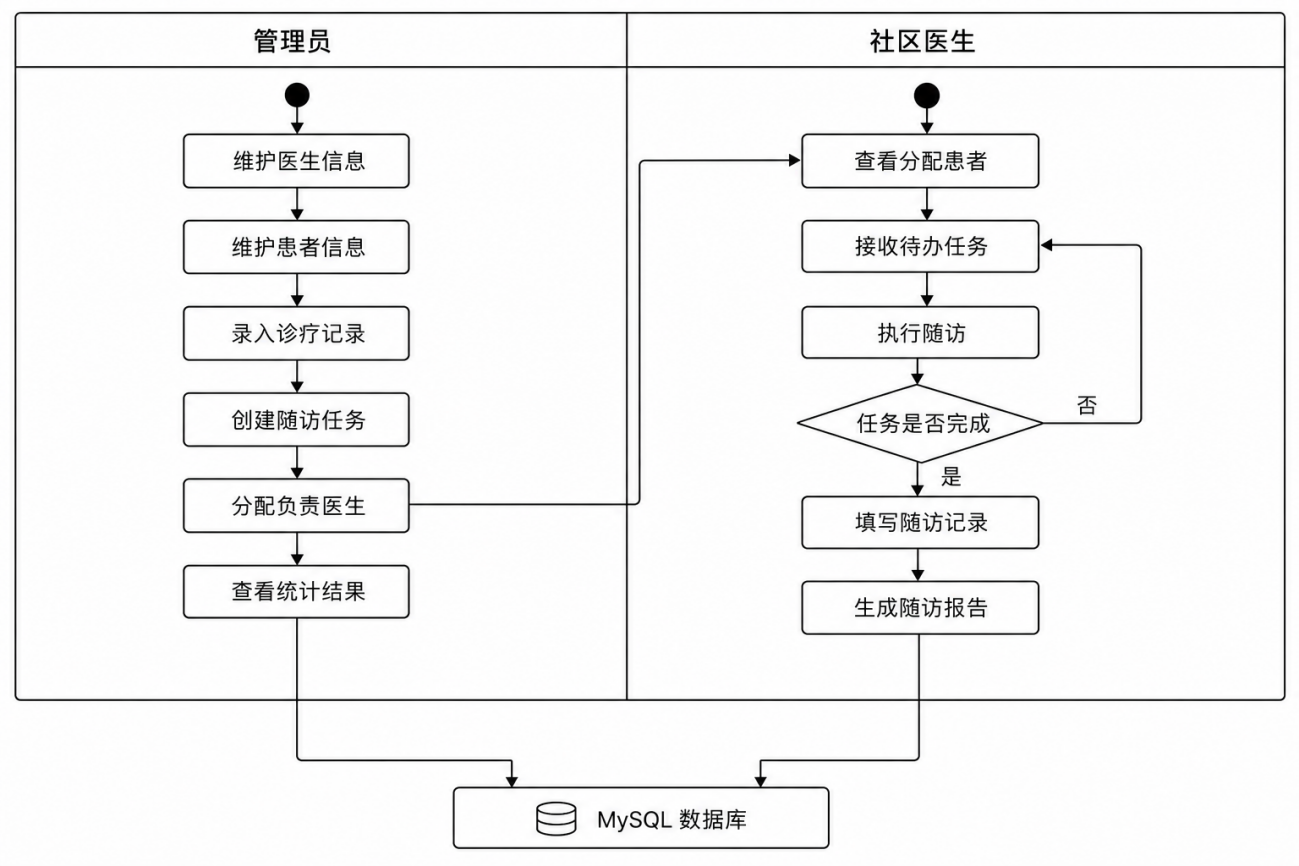 管理员
维护医生信息
维护患者信息
录入诊疗记录
创建随访任务
分配负责医生
查看统计结果
社区医生
查看分配患者
接收待办任务
执行随访
任务是否完成
否
是
填写随访记录
生成随访报告
MySQL 数据库